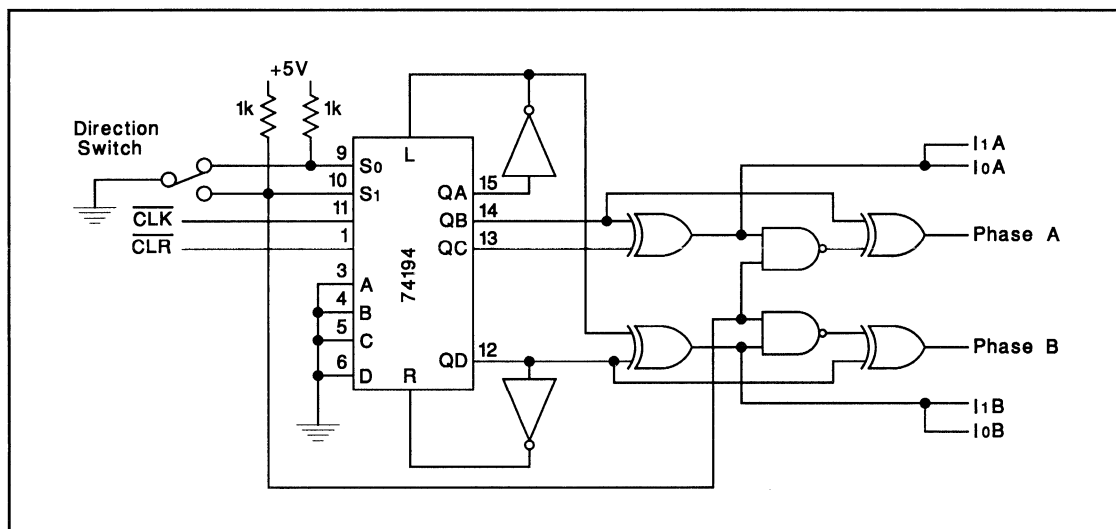 +5V
1k
1k
Direction
Switch
9
S0
10
S1
CLK
11
CLR
1
3
A
4
B
5
C
6
D
L
74194
R
QA
15
QB
14
QC
13
QD
12
I1A
I0A
Phase A
Phase B
I1B
I0B